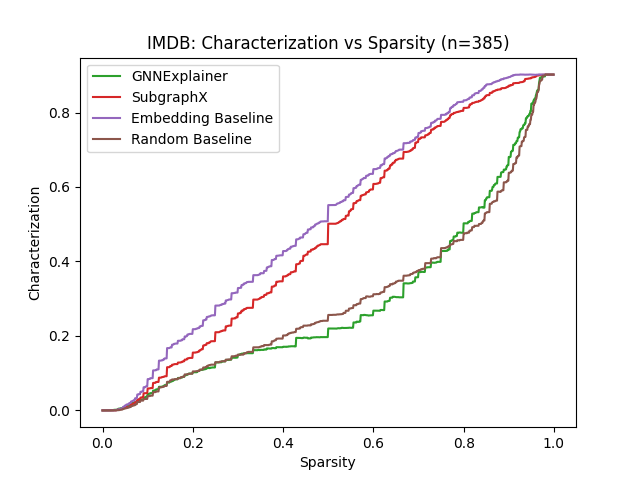 IMDB: Characterization vs Sparsity (n=385)
GNNExplainer
SubgraphX
Embedding Baseline
Random Baseline
Characterization
0.8
0.6
0.4
0.2
0.0
0.0 0.2 0.4 0.6 0.8 1.0
Sparsity